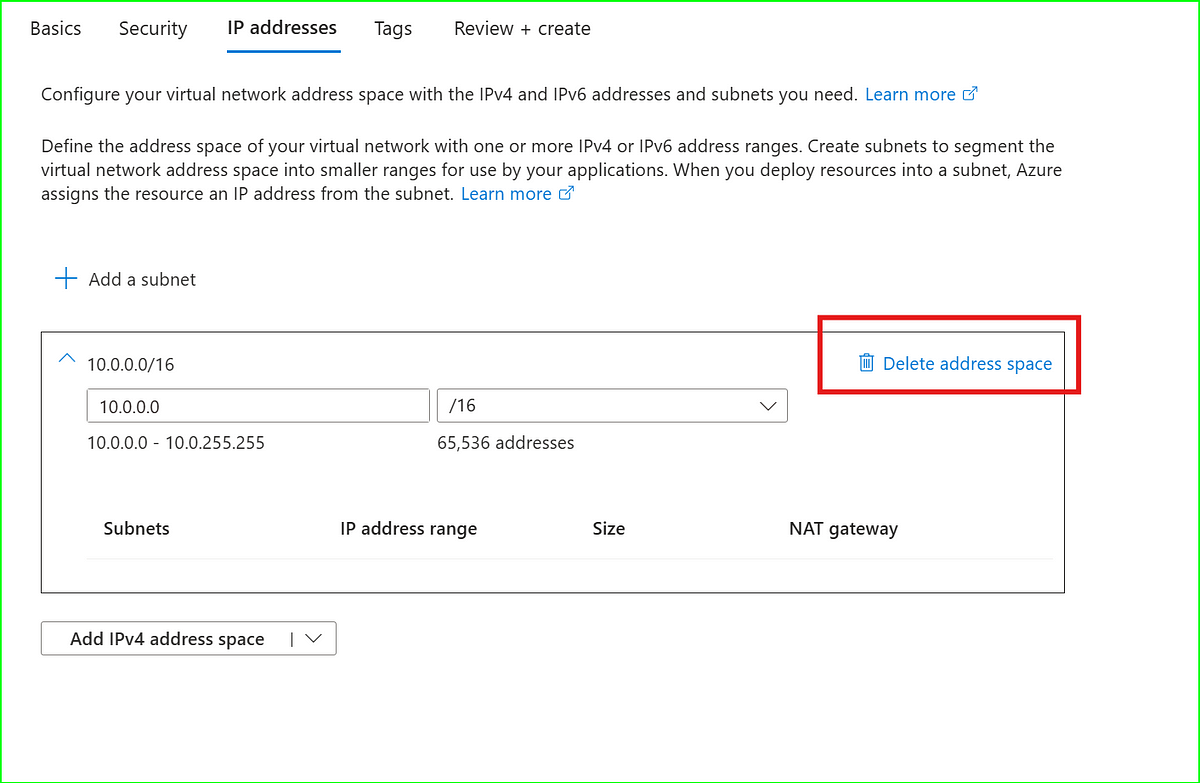 Basics Security IP addresses Tags Review + create
Configure your virtual network address space with the IPv4 and IPv6 addresses and subnets you need. Learn more
Define the address space of your virtual network with one or more IPv4 or IPv6 address ranges. Create subnets to segment the
virtual network address space into smaller ranges for use by your applications. When you deploy resources into a subnet, Azure
assigns the resource an IP address from the subnet. Learn more
Add a subnet
10.0.0.0/16 Delete address space
10.0.0.0 /16
10.0.0.0 - 10.0.255.255 65,536 addresses
Subnets IP address range Size NAT gateway
Add IPv4 address space |